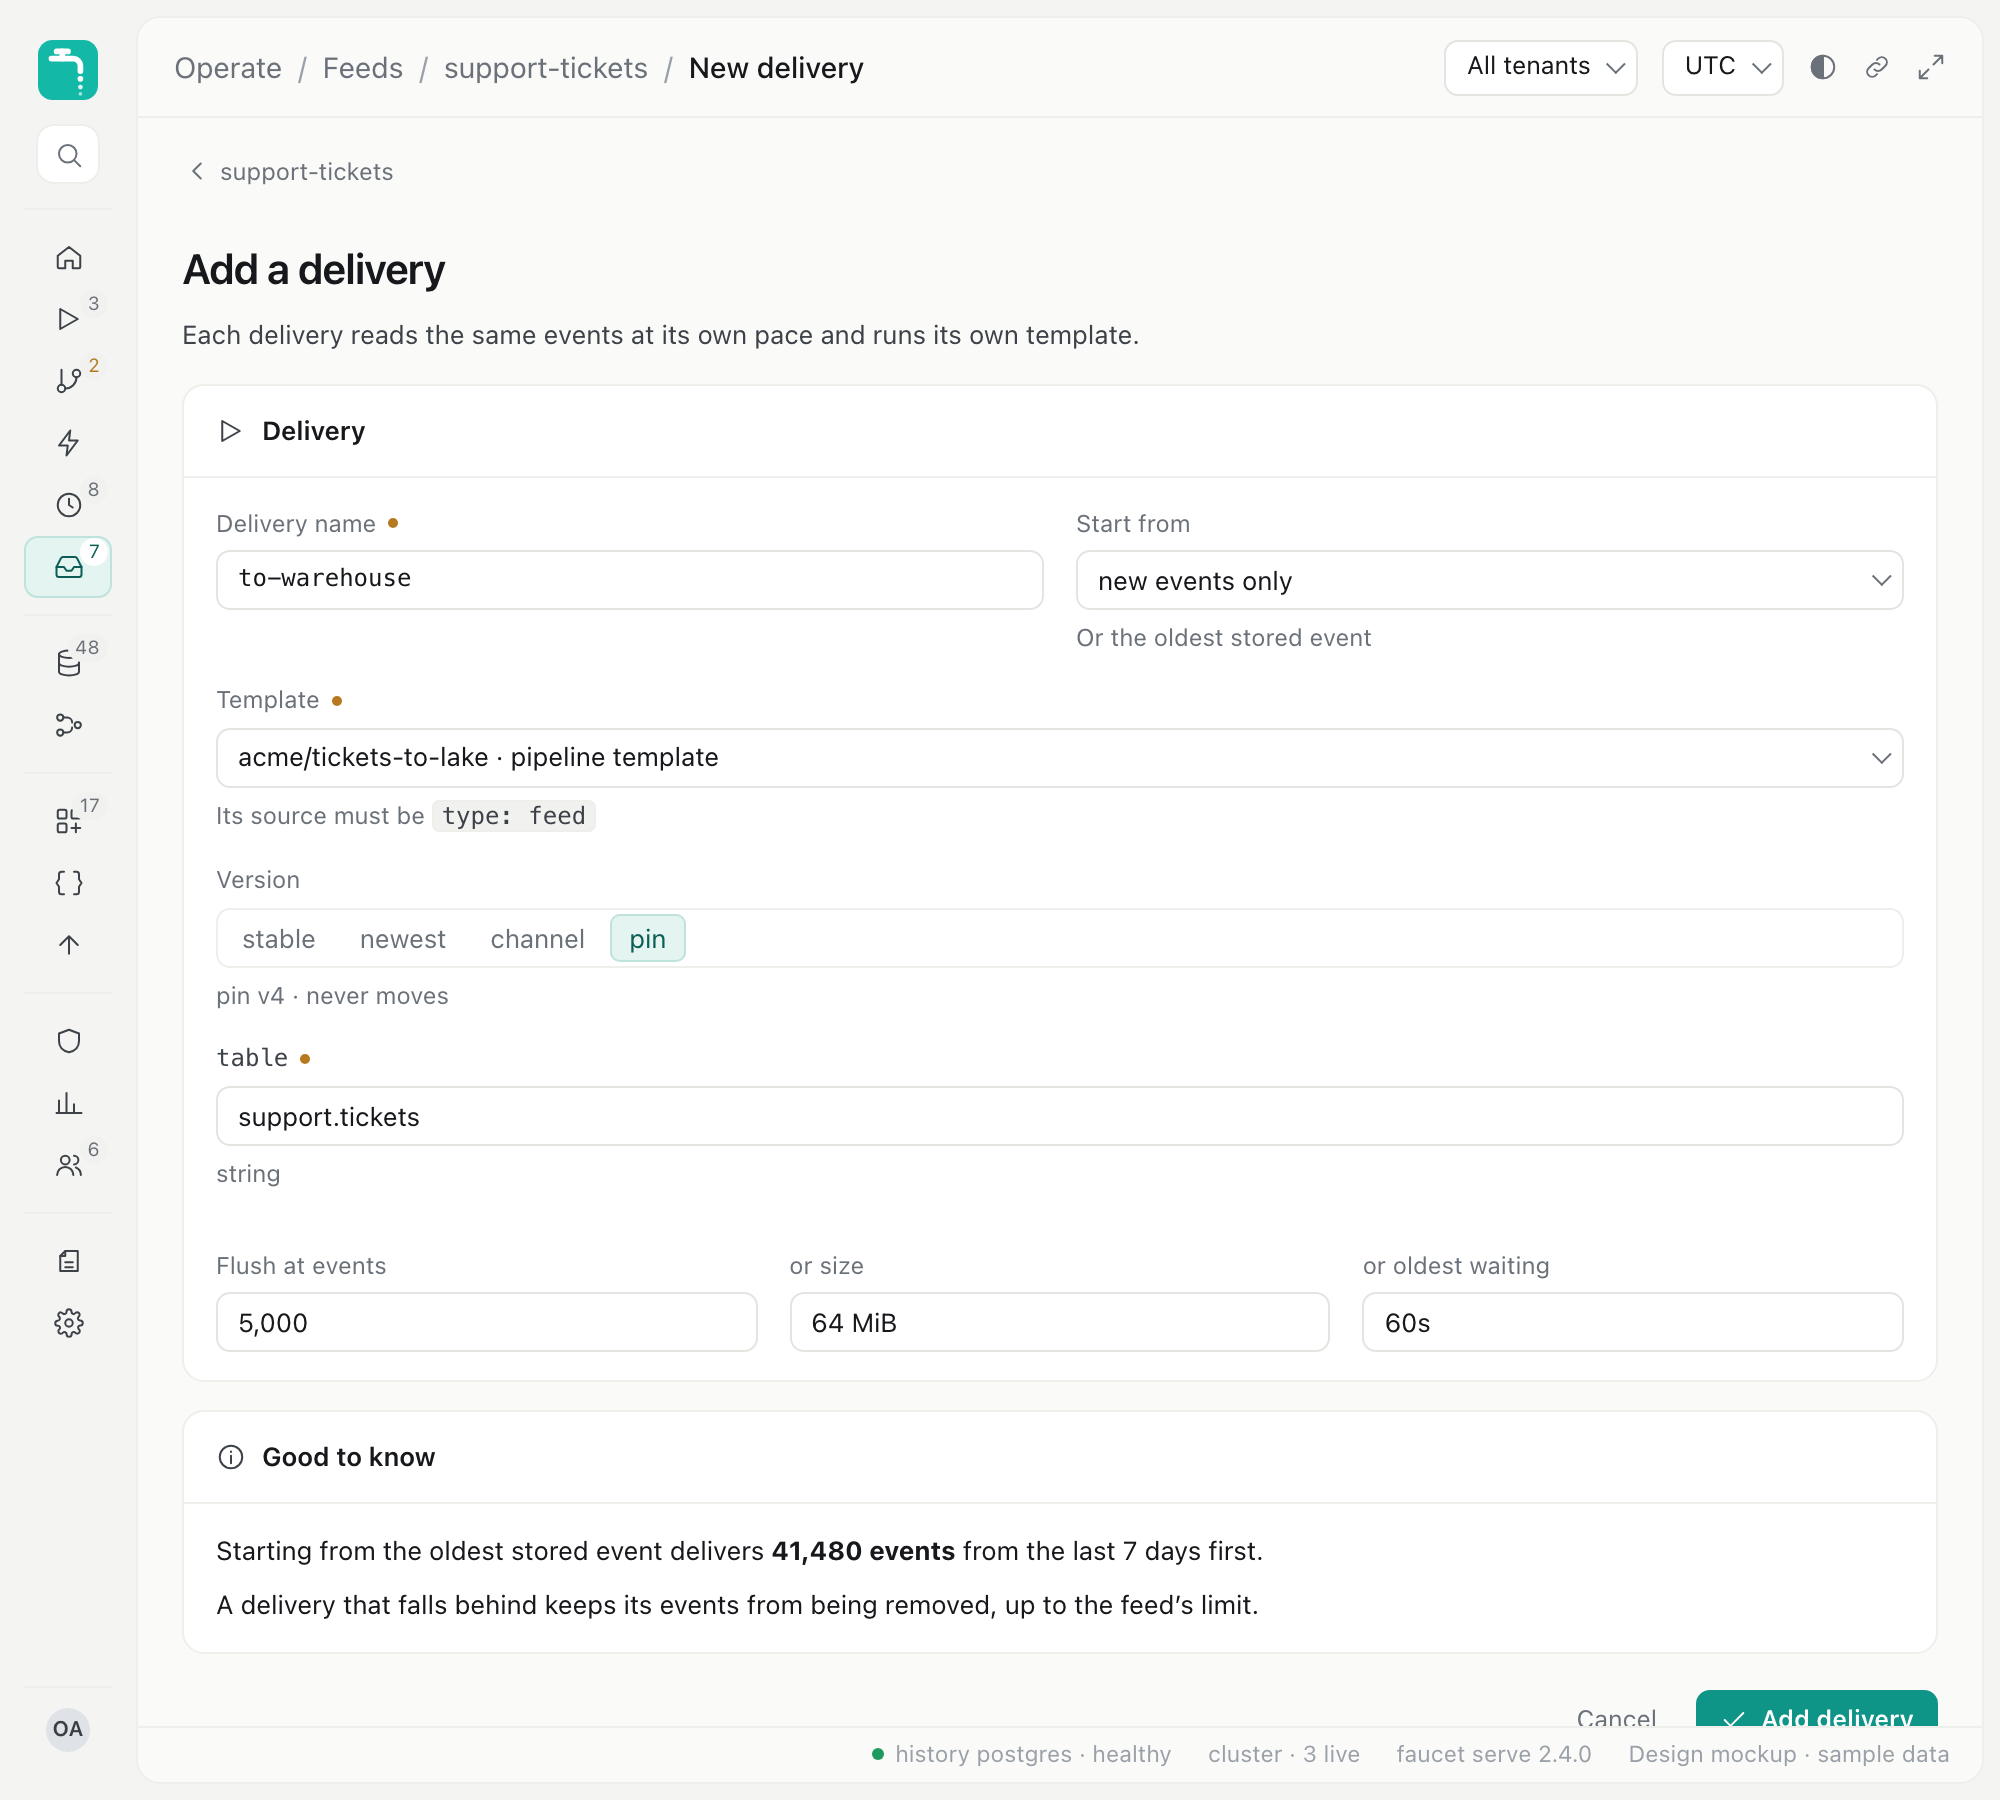 Operate / Feeds / support-tickets / New delivery
All tenants
UTC
support-tickets
Add a delivery
Each delivery reads the same events at its own pace and runs its own template.
3
2
8
7
48
17
6
OA
Delivery
Delivery name
to-warehouse
Start from
new events only
Or the oldest stored event
Template
acme/tickets-to-lake · pipeline template
Its source must be type: feed
Version
stable newest channel pin
pin v4 · never moves
table
support.tickets
string
Flush at events
5,000
or size
64 MiB
or oldest waiting
60s
Good to know
Starting from the oldest stored event delivers 41,480 events from the last 7 days first.
A delivery that falls behind keeps its events from being removed, up to the feed’s limit.
Cancel
Add delivery
history postgres · healthy
cluster · 3 live
faucet serve 2.4.0
Design mockup · sample data